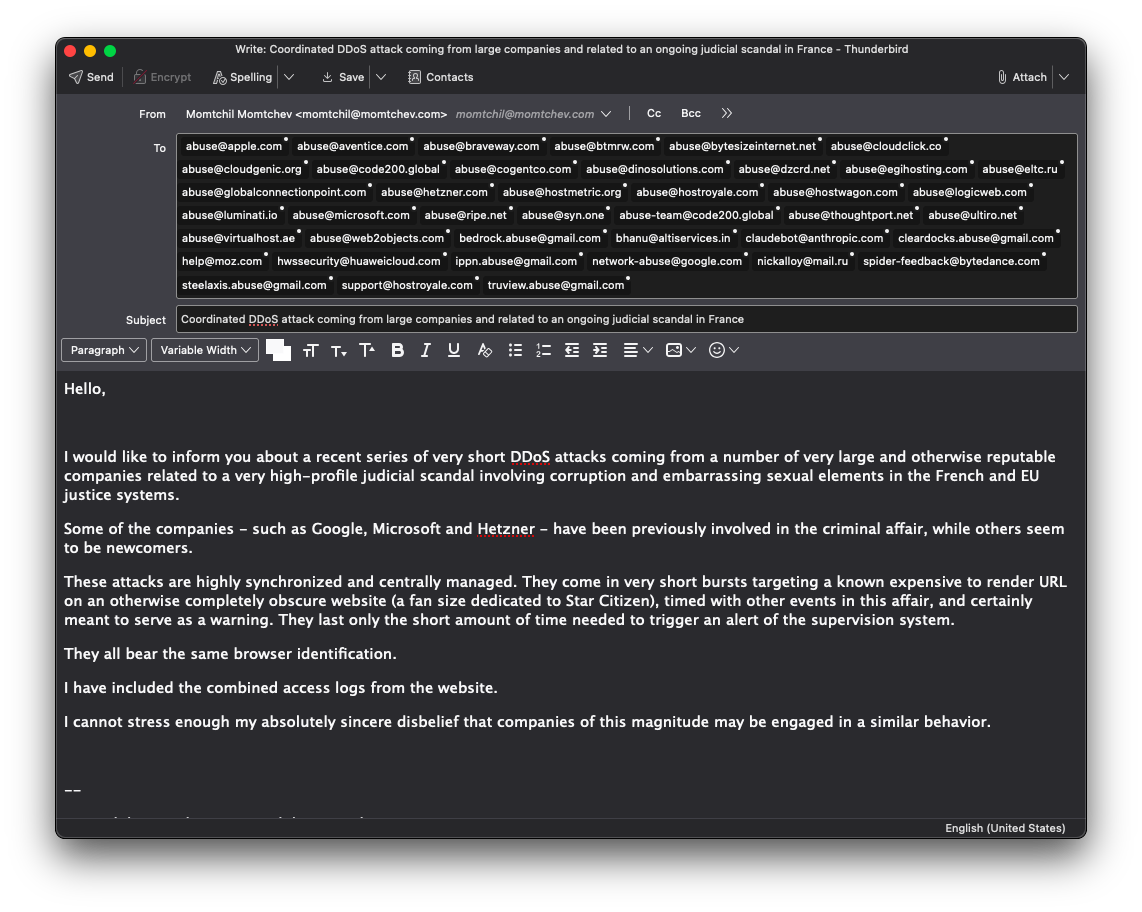 Write: Coordinated DDoS attack coming from large companies and related to an ongoing judicial scandal in France - Thunderbird
Send Encrypt Spelling Save Contacts Attach
From Momtchil Momtchev <momtchil@momtchev.com> momtchil@momtchev.com Cc Bcc
To abuse@apple.com abuse@aventice.com abuse@braveway.com abuse@btmrw.com abuse@bytesizeinternet.net abuse@cloudclick.co
abuse@cloudgenic.org abuse@code200.global abuse@cogentco.com abuse@dinosolutions.com abuse@dzcrd.net abuse@egihosting.com abuse@eltc.ru
abuse@globalconnectionpoint.com abuse@hetzner.com abuse@hostmetric.org abuse@hostroyale.com abuse@hostwagon.com abuse@logicweb.com
abuse@luminati.io abuse@microsoft.com abuse@ripe.net abuse@syn.one abuse-team@code200.global abuse@thoughtport.net abuse@ultiro.net
abuse@virtualhost.ae abuse@web2objects.com bedrock.abuse@gmail.com bhanu@altiservices.in claudebot@anthropic.com cleardocks.abuse@gmail.com
help@moz.com hwssecurity@huaweicloud.com ippn.abuse@gmail.com network-abuse@google.com nickalloy@mail.ru spider-feedback@bytedance.com
steelaxis.abuse@gmail.com support@hostroyale.com truview.abuse@gmail.com
Subject Coordinated DDoS attack coming from large companies and related to an ongoing judicial scandal in France
Paragraph Variable Width
Hello,
I would like to inform you about a recent series of very short DDoS attacks coming from a number of very large and otherwise reputable
companies related to a very high-profile judicial scandal involving corruption and embarrassing sexual elements in the French and EU
justice systems.
Some of the companies - such as Google, Microsoft and Hetzner - have been previously involved in the criminal affair, while others seem
to be newcomers.
These attacks are highly synchronized and centrally managed. They come in very short bursts targeting a known expensive to render URL
on an otherwise completely obscure website (a fan size dedicated to Star Citizen), timed with other events in this affair, and certainly
meant to serve as a warning. They last only the short amount of time needed to trigger an alert of the supervision system.
They all bear the same browser identification.
I have included the combined access logs from the website.
I cannot stress enough my absolutely sincere disbelief that companies of this magnitude may be engaged in a similar behavior.
--
English (United States)